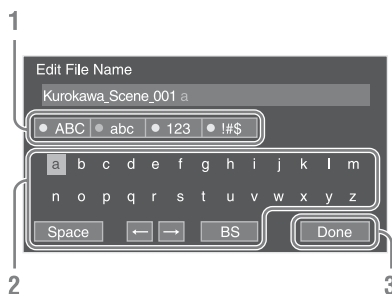 1
Edit File Name
Kurokawa_Scene_001 a
ABC abc 123 !#$
a b c d e f g h i j k l m
n o p q r s t u v w x y z
Space ← → BS Done
2 3